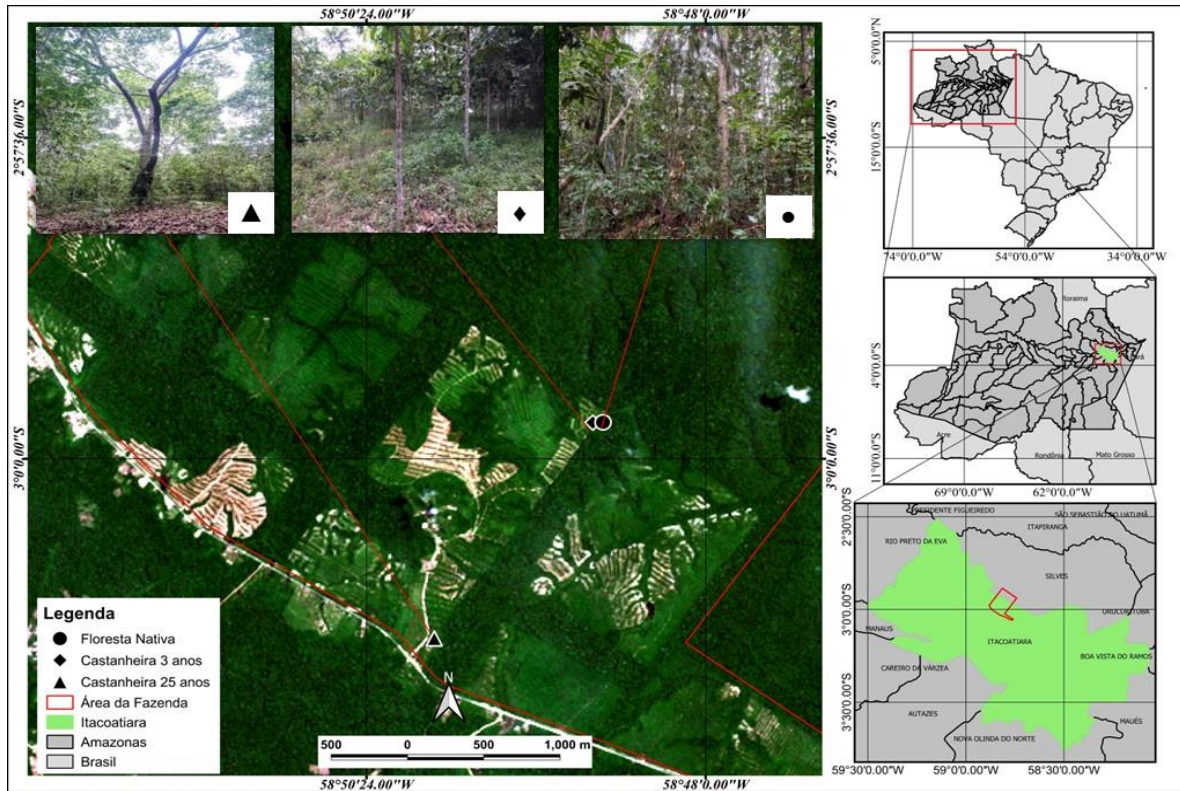 58°50'24.00"W
58°48'0.00"W
2°57'36.00"S
2°57'36.00"S
3°0'0.00"S
3°0'0.00"S
Legenda
Floresta Nativa
Castanheira 3 anos
Castanheira 25 anos
Área da Fazenda
Itacoatiara
Amazonas
Brasil
N
500
0
500
1,000 m
58°50'24.00"W
58°48'0.00"W
5°0'0.0"N
15°0'0.0"S
74°0'0.0"W
54°0'0.0"W
34°0'0.0"W
Roraima
Acre
Rondônia
Mato Grosso
4°0'0.0"S
11°0'0.0"S
69°0'0.0"W
62°0'0.0"W
2°30'0.00"S
SÃO SEBASTIÃO DO UATUMÃ
ITAPIRANGA
RIO PRETO DA EVA
SILVES
3°0'0.00"S
MANAUS
ITACOATIARA
BOA VISTA DO RAMOS
CAREIRO DA VÁRZEA
AUTAZES
MAUÉS
NOVA OLINDA DO NORTE
3°30'0.00"S
59°30'0.00"W
59°0'0.00"W
58°30'0.00"W